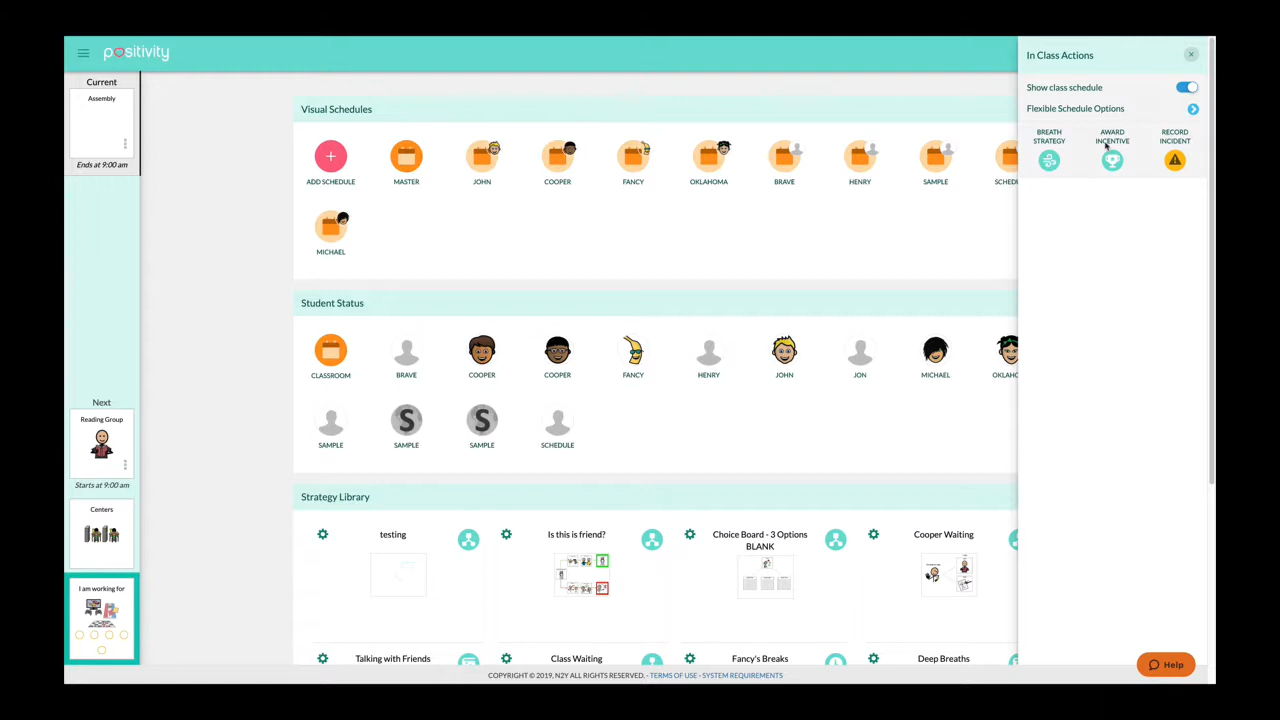 positivity
Current
Assembly
Ends at 9:00 am
Next
Reading Group
Starts at 9:00 am
Centers
I am working for
Visual Schedules
ADD SCHEDULE
MASTER
JOHN
COOPER
FANCY
OKLAHOMA
BRAVE
HENRY
SAMPLE
SCHEDU
MICHAEL
Student Status
CLASSROOM
BRAVE
COOPER
COOPER
FANCY
HENRY
JOHN
JON
MICHAEL
OKLAHO
S
S
SAMPLE
SAMPLE
SAMPLE
SCHEDULE
Strategy Library
testing
Is this is friend?
Choice Board - 3 Options
BLANK
Cooper Waiting
Talking with Friends
Class Waiting
Fancy's Breaks
Deep Breaths
In Class Actions
Show class schedule
Flexible Schedule Options
BREATH
STRATEGY
AWARD
INCENTIVE
RECORD
INCIDENT
Help
COPYRIGHT © 2019, N2Y ALL RIGHTS RESERVED. - TERMS OF USE - SYSTEM REQUIREMENTS